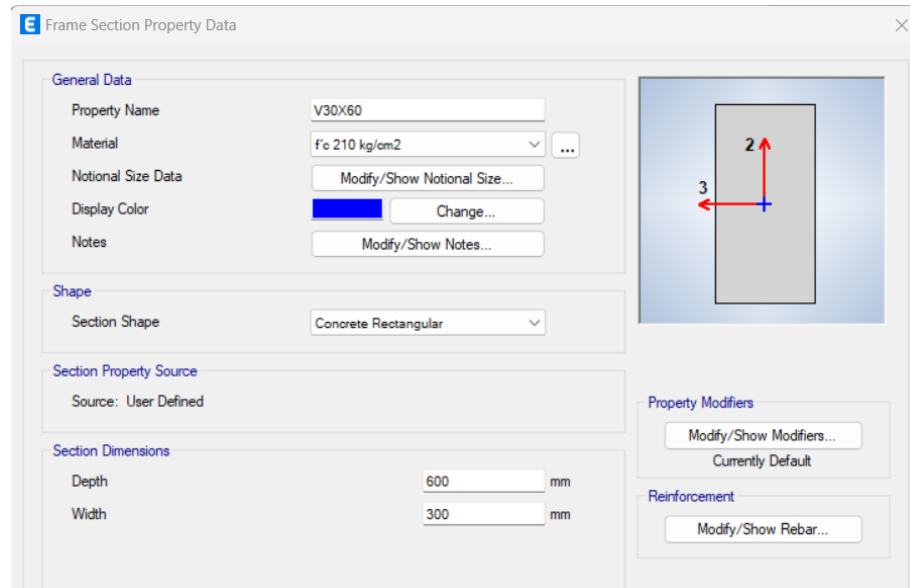 E Frame Section Property Data
General Data
Property Name V30X60
Material f'c 210 kg/cm2 ...
Notional Size Data Modify/Show Notional Size...
Display Color Change...
Notes Modify/Show Notes...
2
3
Shape
Section Shape Concrete Rectangular
Section Property Source
Source: User Defined
Property Modifiers
Modify/Show Modifiers...
Currently Default
Section Dimensions
Depth 600 mm
Width 300 mm
Reinforcement
Modify/Show Rebar...